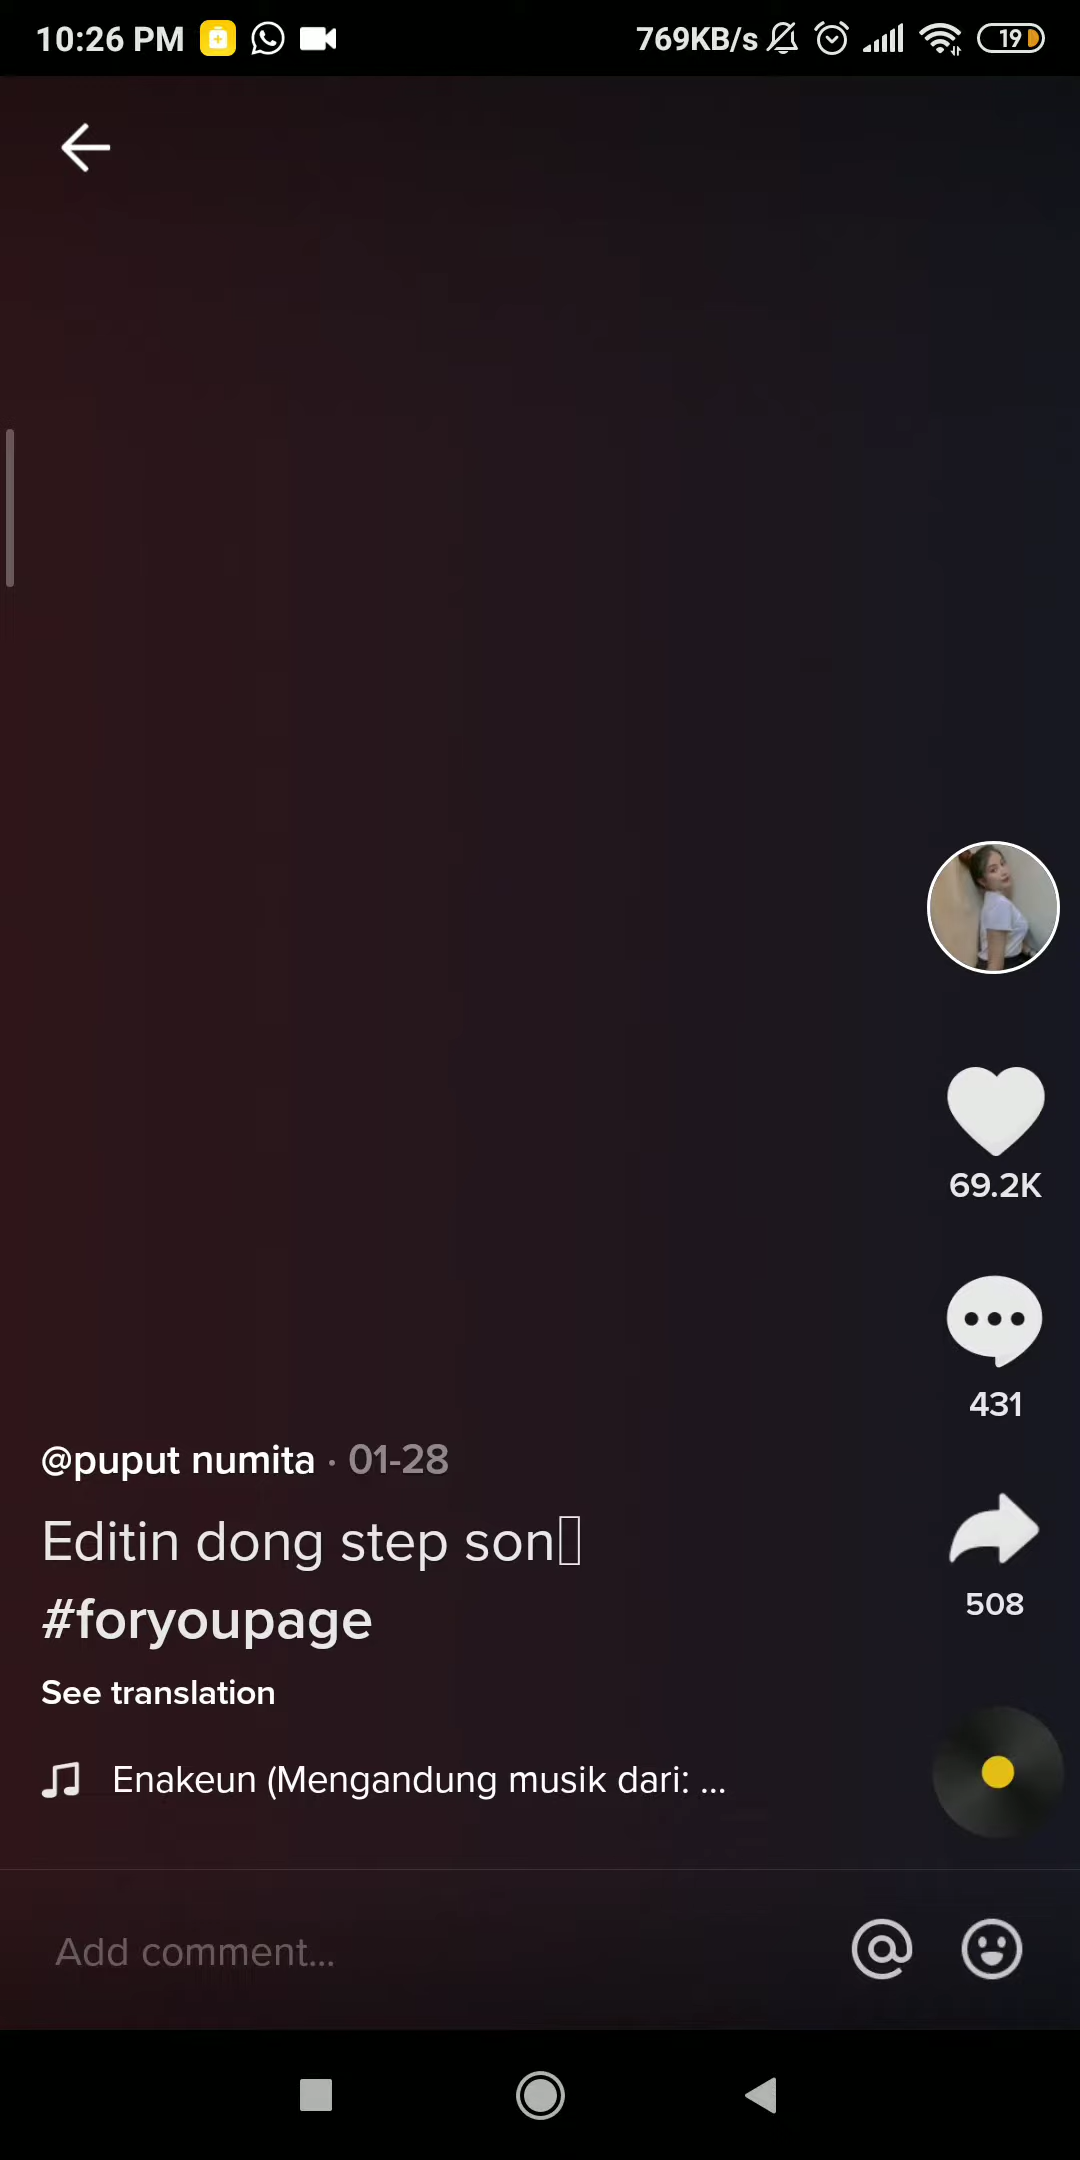 10:26 PM
769KB/s
19
69.2K
431
@puput numita · 01-28
Editin dong step son
#foryoupage
508
See translation
Enakeun (Mengandung musik dari: ...
Add comment...